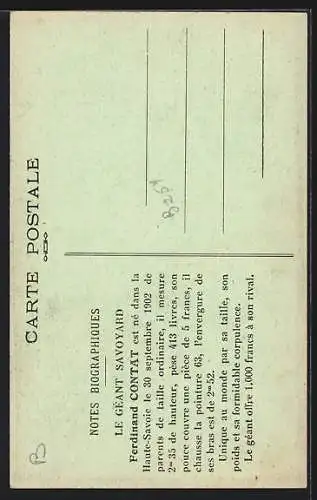 CARTE POSTALE
NOTES BIOGRAPHIQUES
LE GÉANT SAVOYARD
Ferdinand CONTAT est né dans la
Haute-Savoie le 30 septembre 1902 de
parents de taille ordinaire, il mesure
2m35 de hauteur, pèse 413 livres, son
pouce couvre une pièce de 5 francs, il
chausse la pointure 63, l'envergure de
ses bras est de 2m52.
Unique au monde par sa taille, son
poids et sa formidable corpulence.
Le géant offre 1,000 francs à son rival.
B